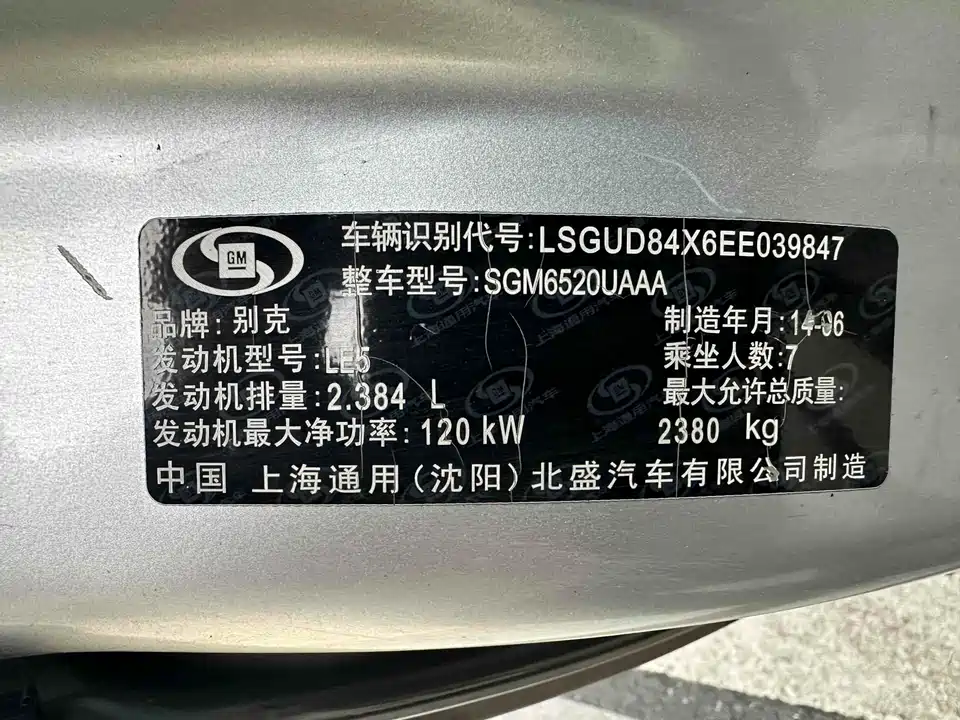 GM
车辆识别代号:LSGUD84X6EE039847
整车型号:SGM6520UAAA
品牌: 别克
制造年月:14-06
发动机型号:LE5
乘坐人数:7
发动机排量:2.384 L
最大允许总质量:
发动机最大净功率: 120 kW
2380 kg
中国 上海通用(沈阳)北盛汽车有限公司制造